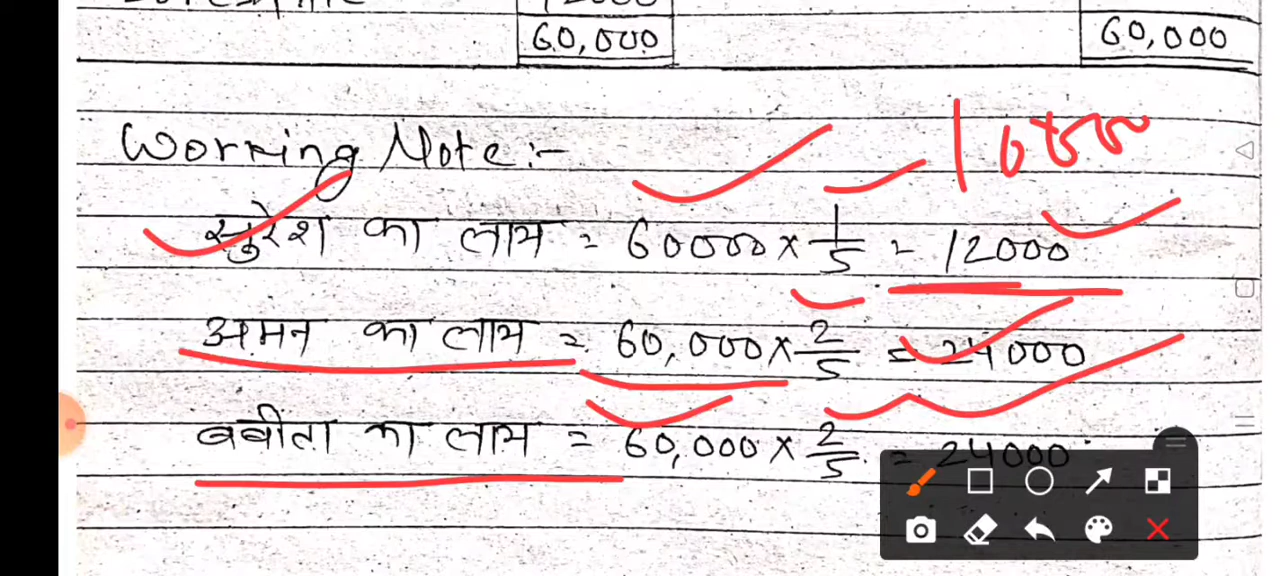 60,000 60,000
Working Note:-
सुरेश का लाभ = 60000 × 1/5 = 12000
अमन का लाभ = 60,000 × 2/5 = 24000
बबीता का लाभ = 60,000 × 2/5 = 24000